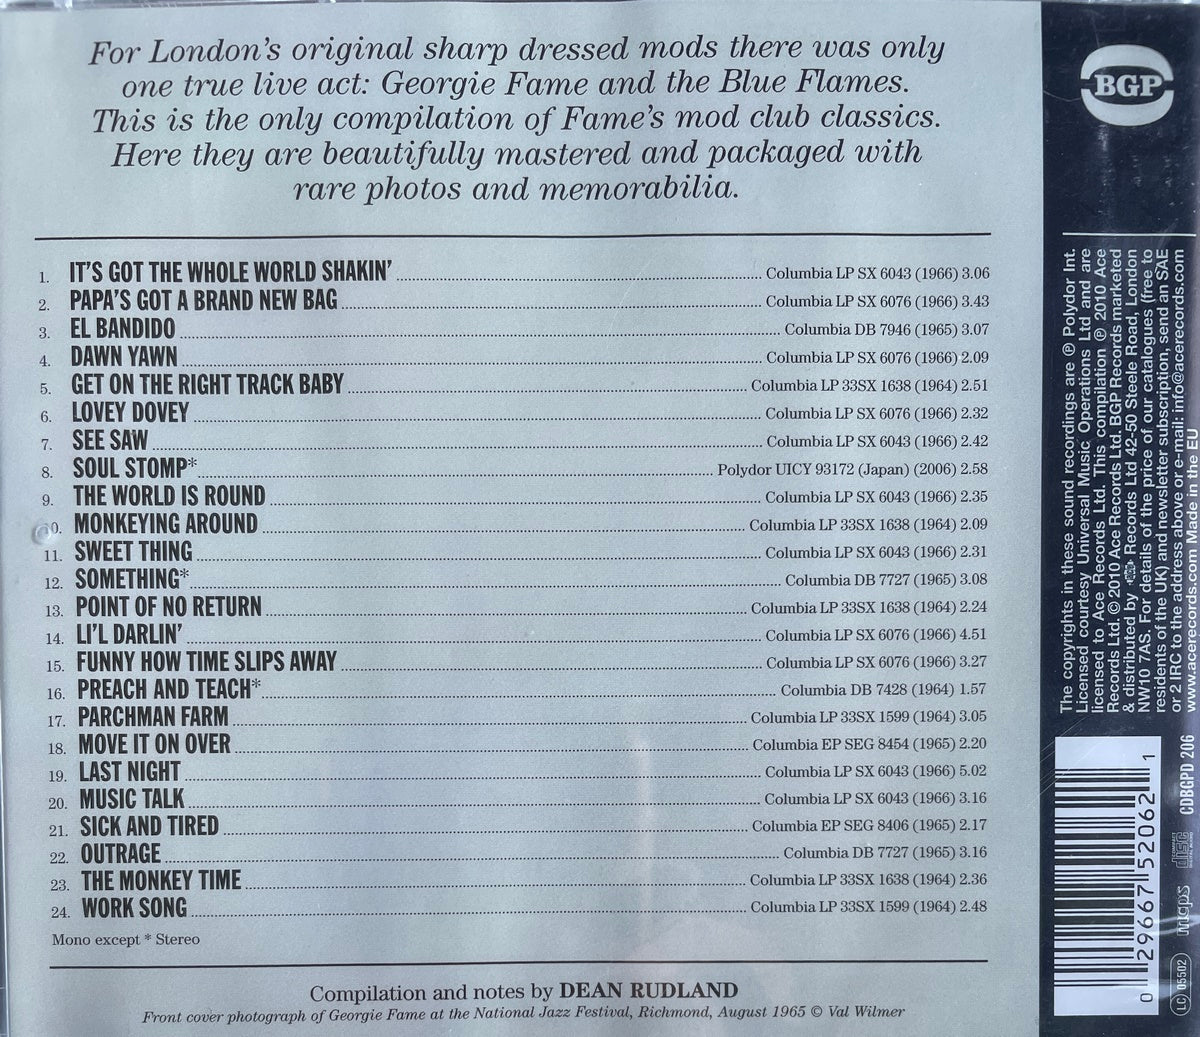 For London's original sharp dressed mods there was only
one true live act: Georgie Fame and the Blue Flames.
This is the only compilation of Fame's mod club classics.
Here they are beautifully mastered and packaged with
rare photos and memorabilia.
1. IT'S GOT THE WHOLE WORLD SHAKIN' Columbia LP SX 6043 (1966) 3.06
2. PAPA'S GOT A BRAND NEW BAG Columbia LP SX 6076 (1966) 3.43
3. EL BANDIDO Columbia DB 7946 (1965) 3.07
4. DAWN YAWN Columbia LP SX 6076 (1966) 2.09
5. GET ON THE RIGHT TRACK BABY Columbia LP 33SX 1638 (1964) 2.51
6. LOVEY DOVEY Columbia LP SX 6076 (1966) 2.32
7. SEE SAW Columbia LP SX 6043 (1966) 2.42
8. SOUL STOMP* Polydor UICY 93172 (Japan) (2006) 2.58
9. THE WORLD IS ROUND Columbia LP SX 6043 (1966) 2.35
10. MONKEYING AROUND Columbia LP 33SX 1638 (1964) 2.09
11. SWEET THING Columbia LP SX 6043 (1966) 2.31
12. SOMETHING* Columbia DB 7727 (1965) 3.08
13. POINT OF NO RETURN Columbia LP 33SX 1638 (1964) 2.24
14. LI'L DARLIN' Columbia LP SX 6076 (1966) 4.51
15. FUNNY HOW TIME SLIPS AWAY Columbia LP SX 6076 (1966) 3.27
16. PREACH AND TEACH* Columbia DB 7428 (1964) 1.57
17. PARCHMAN FARM Columbia LP 33SX 1599 (1964) 3.05
18. MOVE IT ON OVER Columbia EP SEG 8454 (1965) 2.20
19. LAST NIGHT Columbia LP SX 6043 (1966) 5.02
20. MUSIC TALK Columbia LP SX 6043 (1966) 3.16
21. SICK AND TIRED Columbia EP SEG 8406 (1965) 2.17
22. OUTRAGE Columbia DB 7727 (1965) 3.16
23. THE MONKEY TIME Columbia LP 33SX 1638 (1964) 2.36
24. WORK SONG Columbia LP 33SX 1599 (1964) 2.48
Mono except * Stereo
Compilation and notes by DEAN RUDLAND
Front cover photograph of Georgie Fame at the National Jazz Festival, Richmond, August 1965 © Val Wilmer
BGP
The copyrights in these sound recordings are ℗ Polydor Int.
Licensed courtesy Universal Music Operations Ltd and are
licensed to Ace Records Ltd. This compilation ℗ 2010 Ace
Records Ltd. © 2010 Ace Records Ltd. BGP Records marketed
& distributed by Records Ltd 42-50 Steele Road, London
NW10 7AS. For details of the price of our catalogues (free to
residents of the UK) and newsletter subscription, send an SAE
or 2 IRC to the address above or e-mail: info@acerecords.com
www.acerecords.com Made in the EU
0 29667 52062 1
CDBGPD 206
COMPACT disc DIGITAL AUDIO
mcps
LC 05502